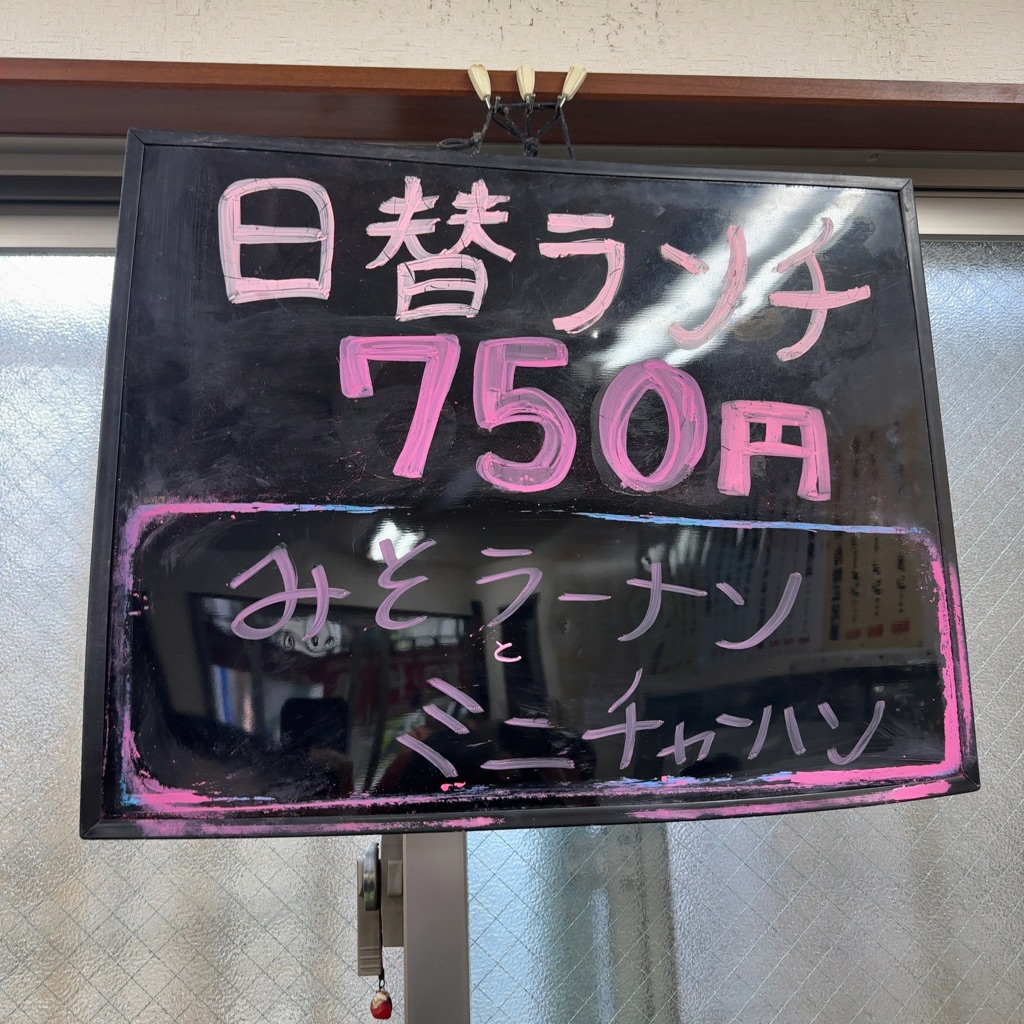 日替ランチ
750円
みそラーメン
と
ミニチャーハン